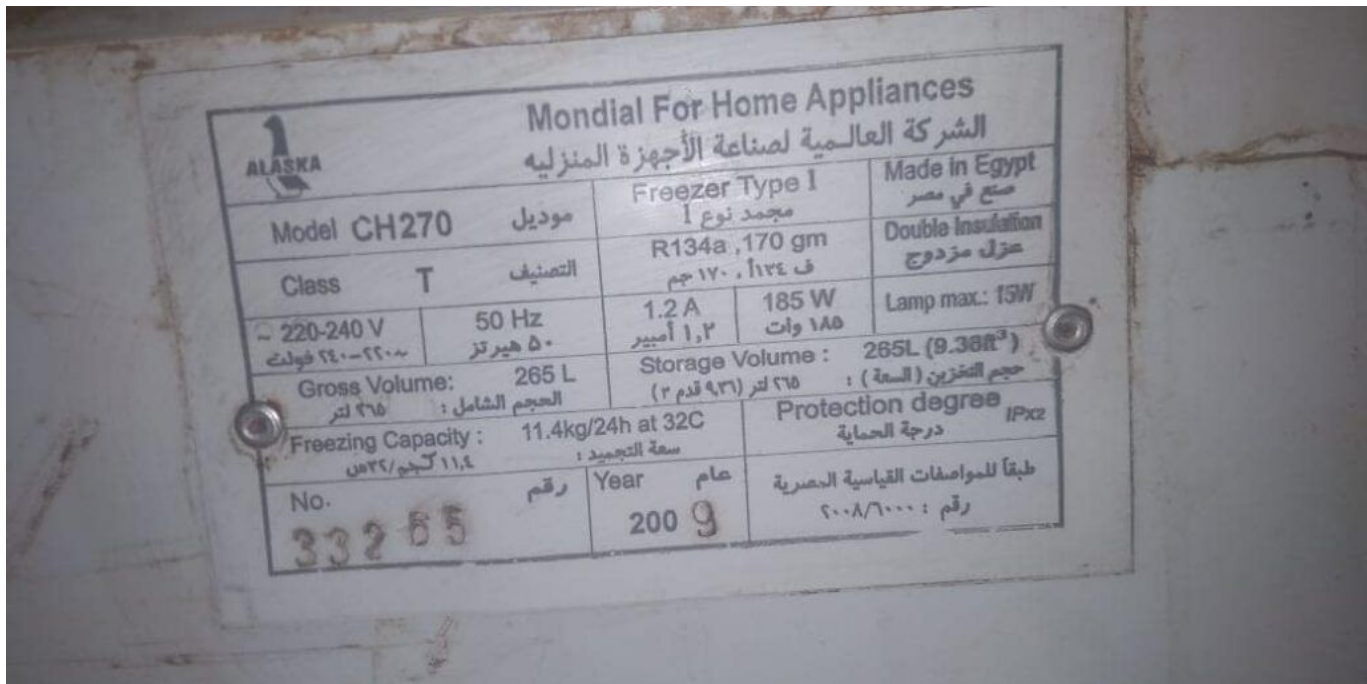 ALASKA
Mondial For Home Appliances
الشركة العالمية لصناعة الأجهزة المنزليه
Model CH270 موديل
Freezer Type I
مجمد نوع I
Made in Egypt
صنع في مصر
Class T التصنيف
R134a ,170 gm
ف ١٣٤أ , ١٧٠ جم
Double Insulation
عزل مزدوج
~ 220-240 V
~٢٢٠-٢٤٠ فولت
50 Hz
٥٠ هيرتز
1.2 A
١,٢ أمبير
185 W
١٨٥ وات
Lamp max.: 15W
Gross Volume: 265 L
الحجم الشامل : ٢٦٥ لتر
Storage Volume : 265L (9.36ft³)
حجم التخزين ( السعة ) : ٢٦٥ لتر (٩,٣٦ قدم ٣)
Freezing Capacity : 11.4kg/24h at 32C
سعة التجميد : ١١,٤ كجم/٣٢س
Protection degree IPX2
درجة الحماية
No. رقم
33265
Year عام
2009
طبقاً للمواصفات القياسية المصرية
رقم : ٢٠٠٨/٦٠٠٠